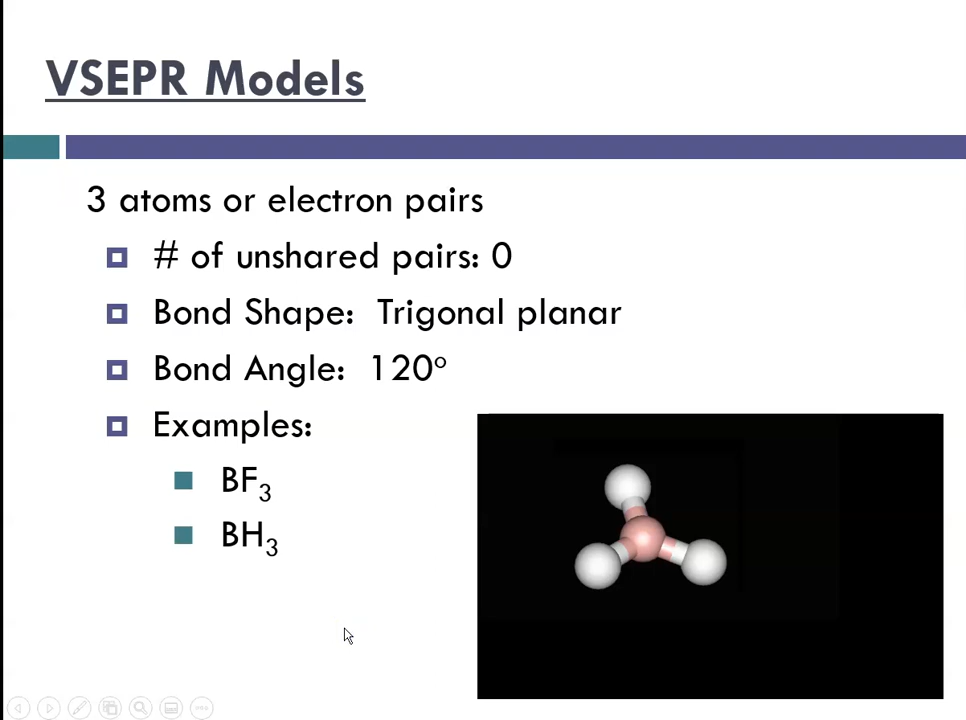 VSEPR Models
3 atoms or electron pairs
# of unshared pairs: 0
Bond Shape: Trigonal planar
Bond Angle: 120º
Examples:
BF₃
BH₃